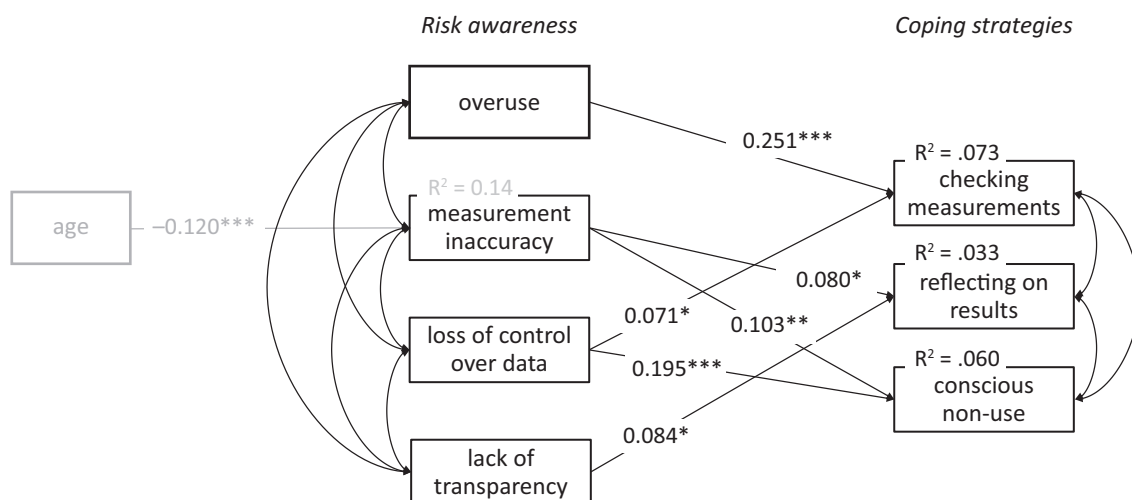 Risk awareness
Coping strategies
overuse
0.251***
R² = .073
checking
measurements
R² = 0.14
measurement
inaccuracy
age
–0.120***
R² = .033
reflecting on
results
0.080*
0.071*
0.103**
loss of control
over data
0.195***
R² = .060
conscious
non-use
0.084*
lack of
transparency